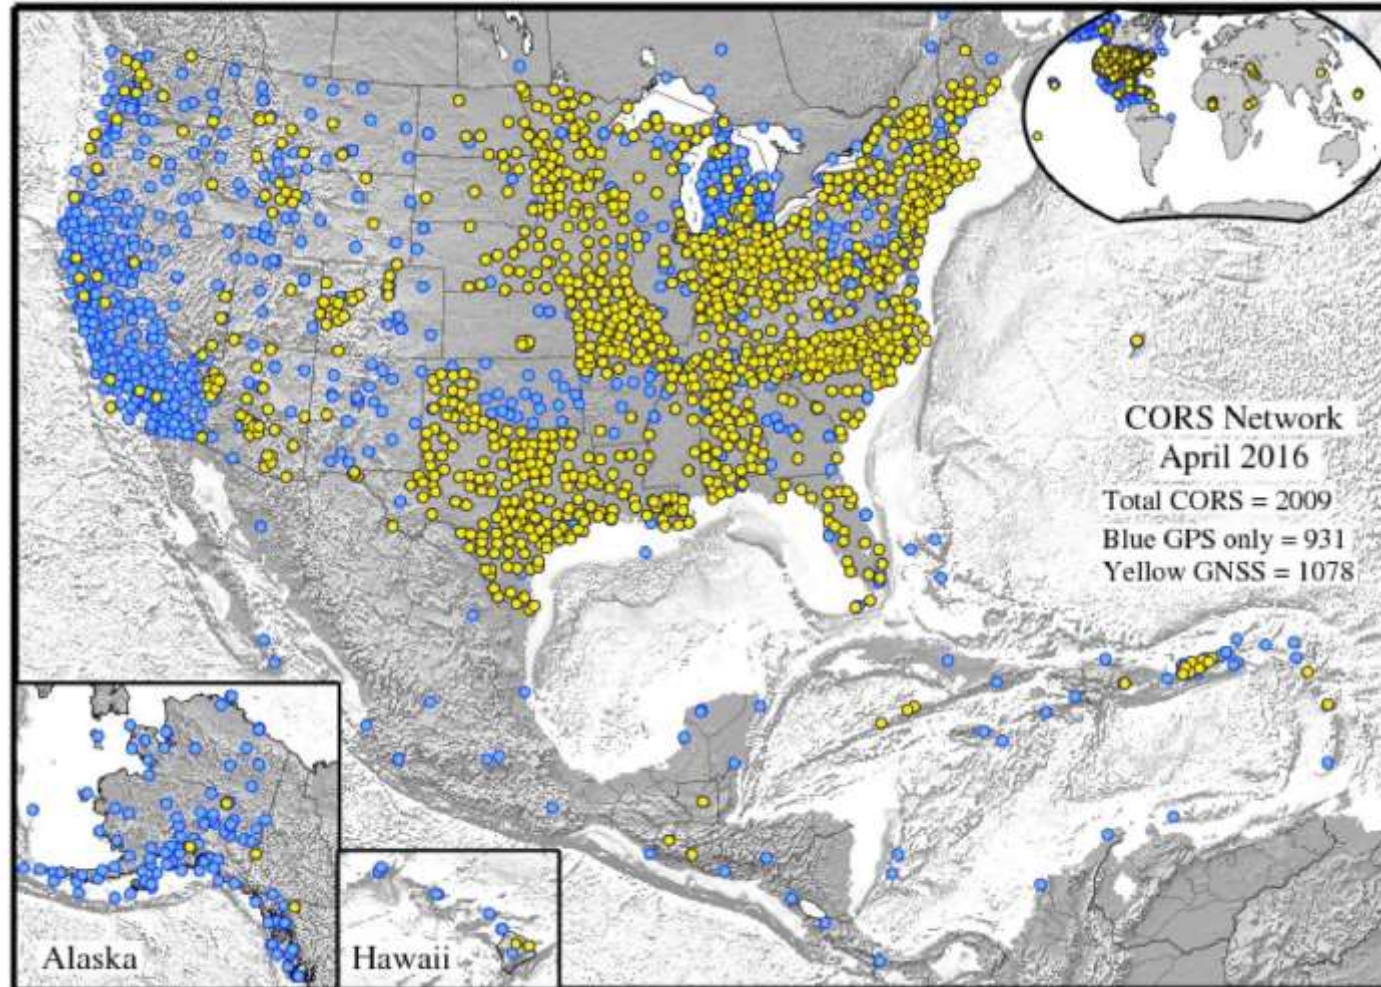 CORS Network
April 2016
Total CORS = 2009
Blue GPS only = 931
Yellow GNSS = 1078
Alaska
Hawaii